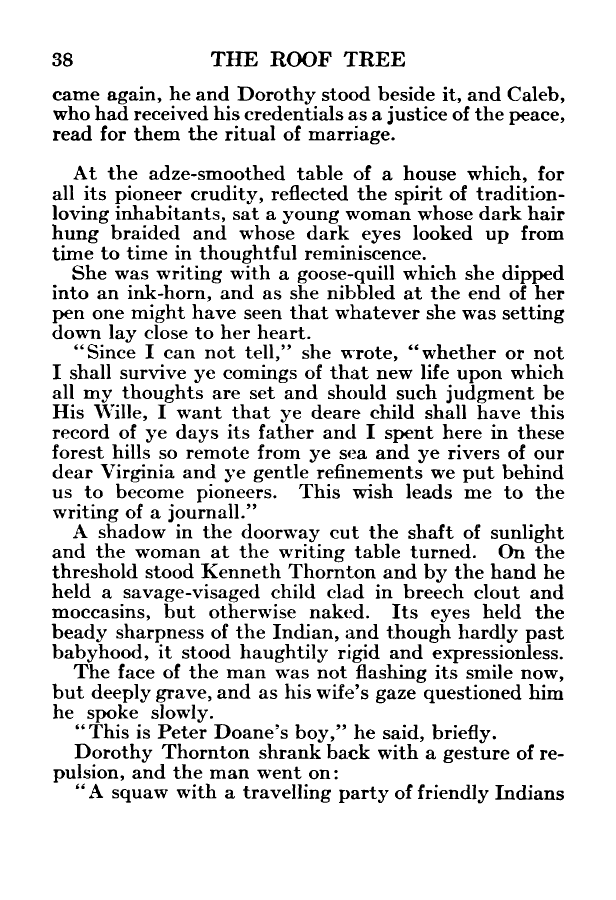 38 THE ROOF TREE
came again, he and Dorothy stood beside it, and Caleb,
who had received his credentials as a justice of the peace,
read for them the ritual of marriage.
At the adze-smoothed table of a house which, for
all its pioneer crudity, reflected the spirit of tradition-
loving inhabitants, sat a young woman whose dark hair
hung braided and whose dark eyes looked up from
time to time in thoughtful reminiscence.
She was writing with a goose-quill which she dipped
into an ink-horn, and as she nibbled at the end of her
pen one might have seen that whatever she was setting
down lay close to her heart.
"Since I can not tell," she wrote, "whether or not
I shall survive ye comings of that new life upon which
all my thoughts are set and should such judgment be
His Wille, I want that ye deare child shall have this
record of ye days its father and I spent here in these
forest hills so remote from ye sea and ye rivers of our
dear Virginia and ye gentle refinements we put behind
us to become pioneers. This wish leads me to the
writing of a journall."
A shadow in the doorway cut the shaft of sunlight
and the woman at the writing table turned. On the
threshold stood Kenneth Thornton and by the hand he
held a savage-visaged child clad in breech clout and
moccasins, but otherwise naked. Its eyes held the
beady sharpness of the Indian, and though hardly past
babyhood, it stood haughtily rigid and expressionless.
The face of the man was not flashing its smile now,
but deeply grave, and as his wife's gaze questioned him
he spoke slowly.
"This is Peter Doane's boy," he said, briefly.
Dorothy Thornton shrank back with a gesture of re-
pulsion, and the man went on:
"A squaw with a travelling party of friendly Indians